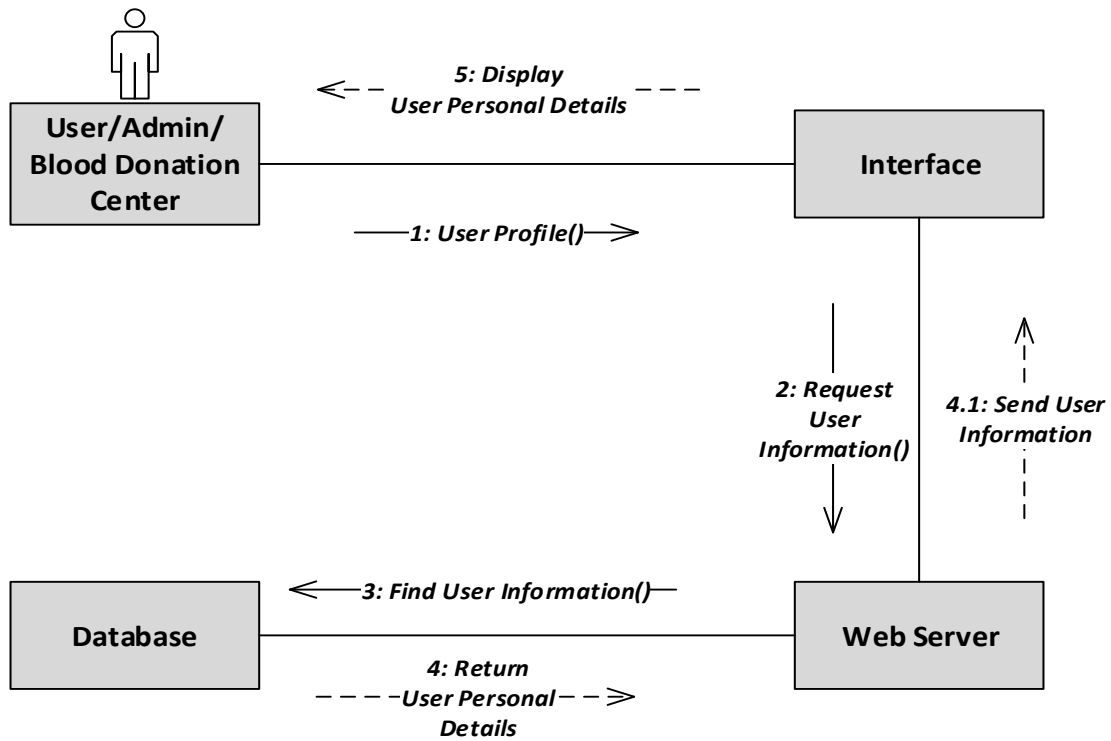 5: Display
User Personal Details
User/Admin/
Blood Donation
Center
Interface
1: User Profile()
2: Request
User
Information()
4.1: Send User
Information
3: Find User Information()
Database
Web Server
4: Return
User Personal
Details